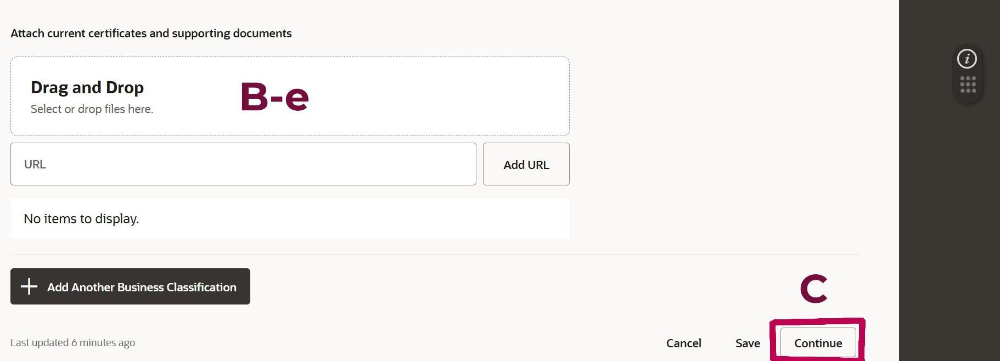 Attach current certificates and supporting documents
Drag and Drop
Select or drop files here.
B-e
URL
Add URL
No items to display.
Add Another Business Classification
C
Last updated 6 minutes ago
Cancel
Save
Continue
i